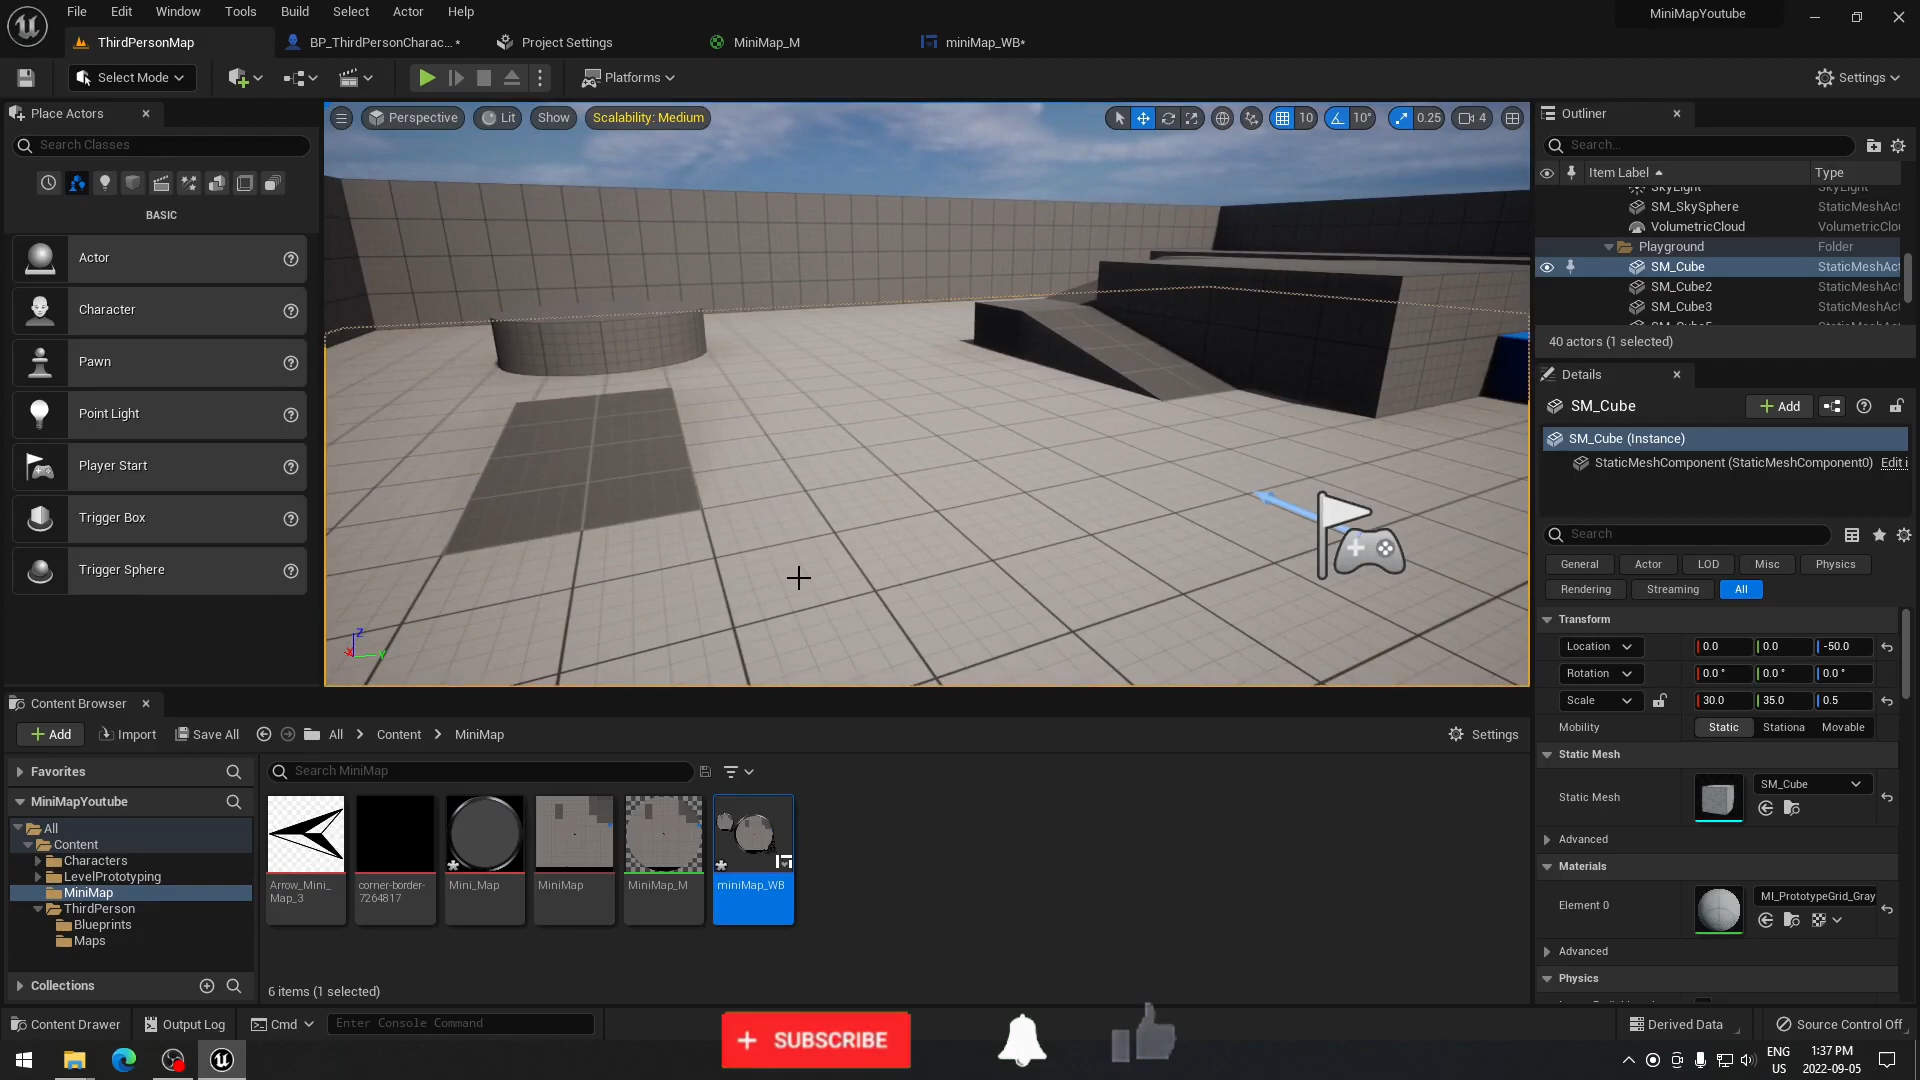 File Edit Window Tools Build Select Actor Help
MiniMapYoutube
ThirdPersonMap
BP_ThirdPersonCharac... *
Project Settings
MiniMap_M
miniMap_WB*
Select Mode
Platforms
Settings
Place Actors
Search Classes
BASIC
Actor
Character
Pawn
Point Light
Player Start
Trigger Box
Trigger Sphere
Perspective
Lit
Show
Scalability: Medium
10
10°
0.25
4
Outliner
Search...
Item Label
Type
SkyLight SkyLight
SM_SkySphere StaticMeshAct
VolumetricCloud VolumetricClou
Playground Folder
SM_Cube StaticMeshAct
SM_Cube2 StaticMeshAct
SM_Cube3 StaticMeshAct
40 actors (1 selected)
Details
SM_Cube
Add
SM_Cube (Instance)
StaticMeshComponent (StaticMeshComponent0) Edit i
Search
General Actor LOD Misc Physics
Rendering Streaming All
Transform
Location 0.0 0.0 -50.0
Rotation 0.0 ° 0.0 ° 0.0 °
Scale 30.0 35.0 0.5
Mobility Static Stationa Movable
Static Mesh
Static Mesh SM_Cube
Advanced
Materials
Element 0 MI_PrototypeGrid_Gray
Advanced
Physics
Z
X
Y
Content Browser
Add Import Save All All Content MiniMap Settings
Favorites
MiniMapYoutube
All
Content
Characters
LevelPrototyping
MiniMap
ThirdPerson
Blueprints
Maps
Collections
Search MiniMap
Arrow_Mini_
Map_3
corner-border-
7264817
Mini_Map
MiniMap
MiniMap_M
miniMap_WB
6 items (1 selected)
Content Drawer Output Log Cmd Enter Console Command
Derived Data Source Control Off
+ SUBSCRIBE
ENG
US
1:37 PM
2022-09-05